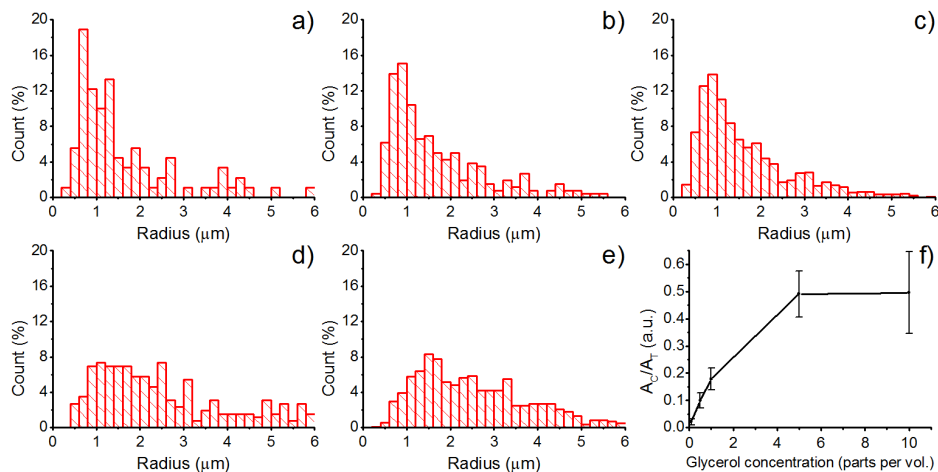 a)
20
16
12
8
4
0
Count (%)
0 1 2 3 4 5 6
Radius (μm)
b)
20
16
12
8
4
0
Count (%)
0 1 2 3 4 5 6
Radius (μm)
c)
20
16
12
8
4
0
Count (%)
0 1 2 3 4 5 6
Radius (μm)
d)
20
16
12
8
4
0
Count (%)
0 1 2 3 4 5 6
Radius (μm)
e)
20
16
12
8
4
0
Count (%)
0 1 2 3 4 5 6
Radius (μm)
f)
0.6
0.5
0.4
0.3
0.2
0.1
0.0
A_C/A_T (a.u.)
0 2 4 6 8 10
Glycerol concentration (parts per vol.)